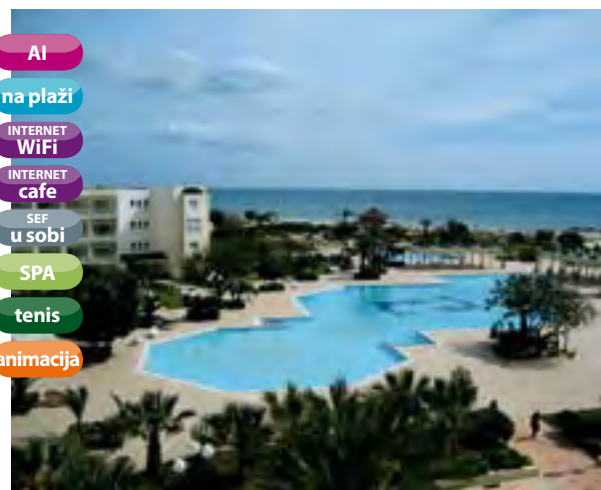 AI
na plaži
INTERNET
WiFi
INTERNET
cafe
SEF
u sobi
SPA
tenis
animacija